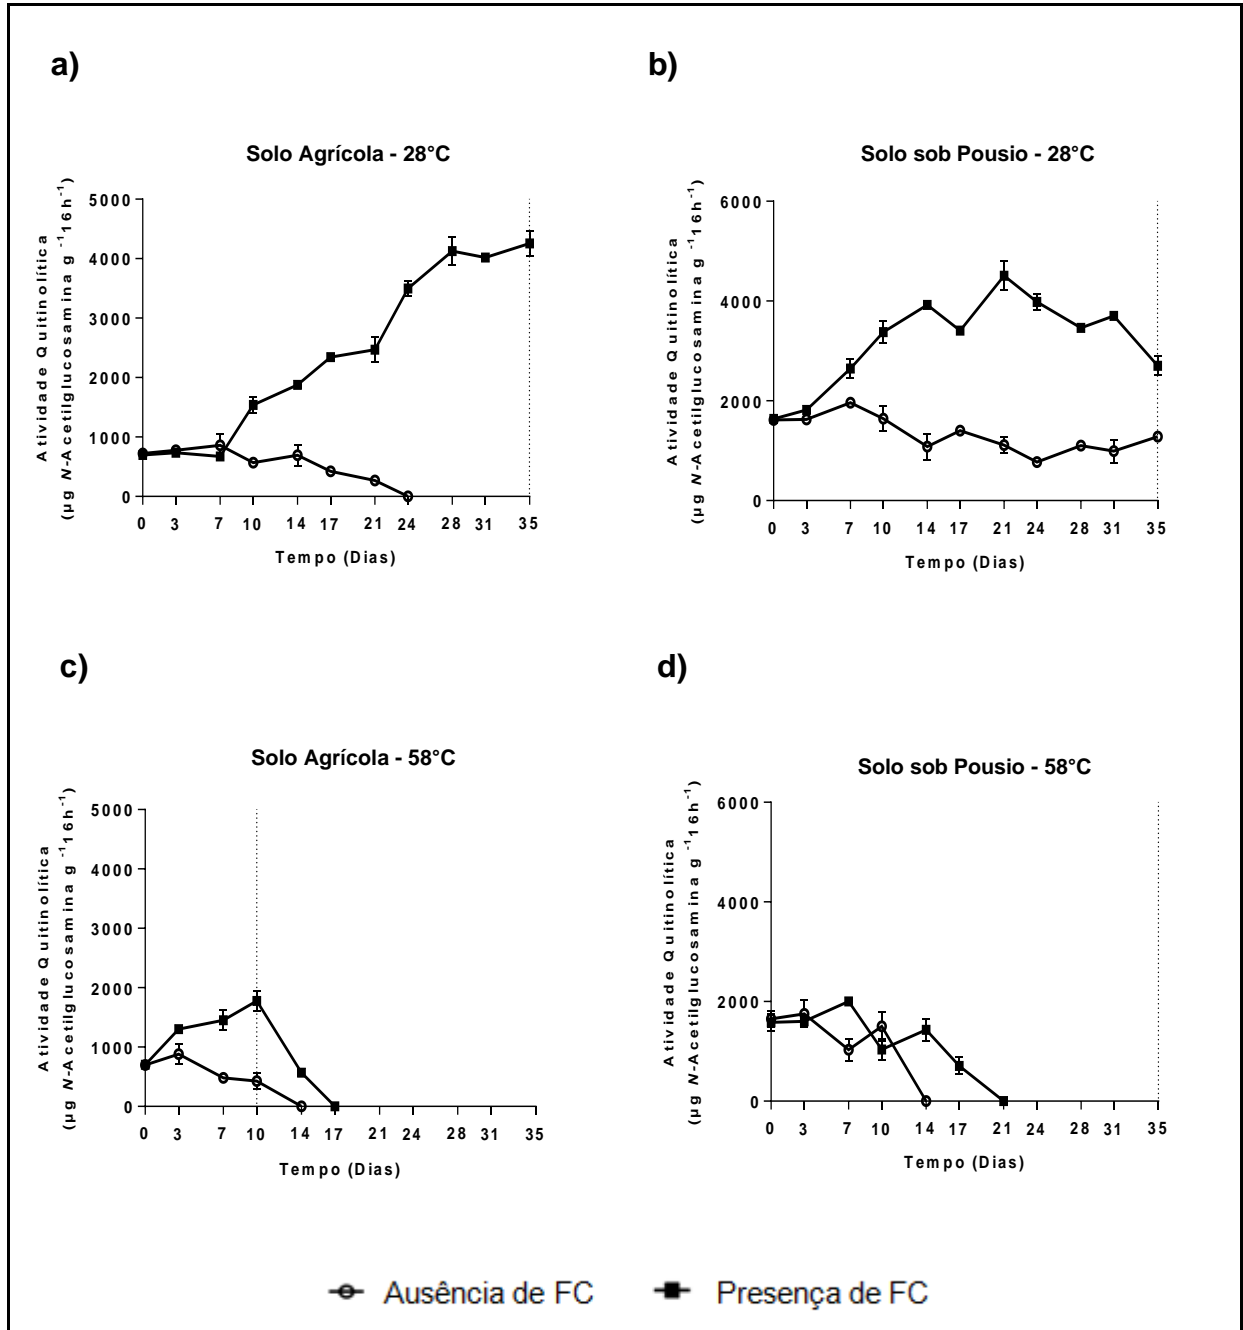 a)
b)
Solo Agrícola - 28°C
Atividade Quitinolítica
(µg N-Acetilglucosamina g -1 16h-1)
5000
4000
3000
2000
1000
0
0 3 7 10 14 17 21 24 28 31 35
Tempo (Dias)
Solo sob Pousio - 28°C
Atividade Quitinolítica
(µg N-Acetilglucosamina g -1 16h-1)
6000
4000
2000
0
0 3 7 10 14 17 21 24 28 31 35
Tempo (Dias)
c)
d)
Solo Agrícola - 58°C
Atividade Quitinolítica
(µg N-Acetilglucosamina g -1 16h-1)
5000
4000
3000
2000
1000
0
0 3 7 10 14 17 21 24 28 31 35
Tempo (Dias)
Solo sob Pousio - 58°C
Atividade Quitinolítica
(µg N-Acetilglucosamina g -1 16h-1)
6000
4000
2000
0
0 3 7 10 14 17 21 24 28 31 35
Tempo (Dias)
Ausência de FC Presença de FC